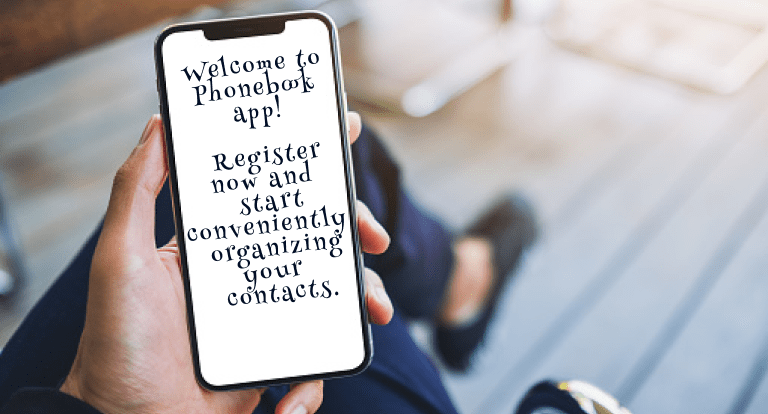 Welcome to
Phonebook
app!
Register
now and
start
conveniently
organizing
your
contacts.